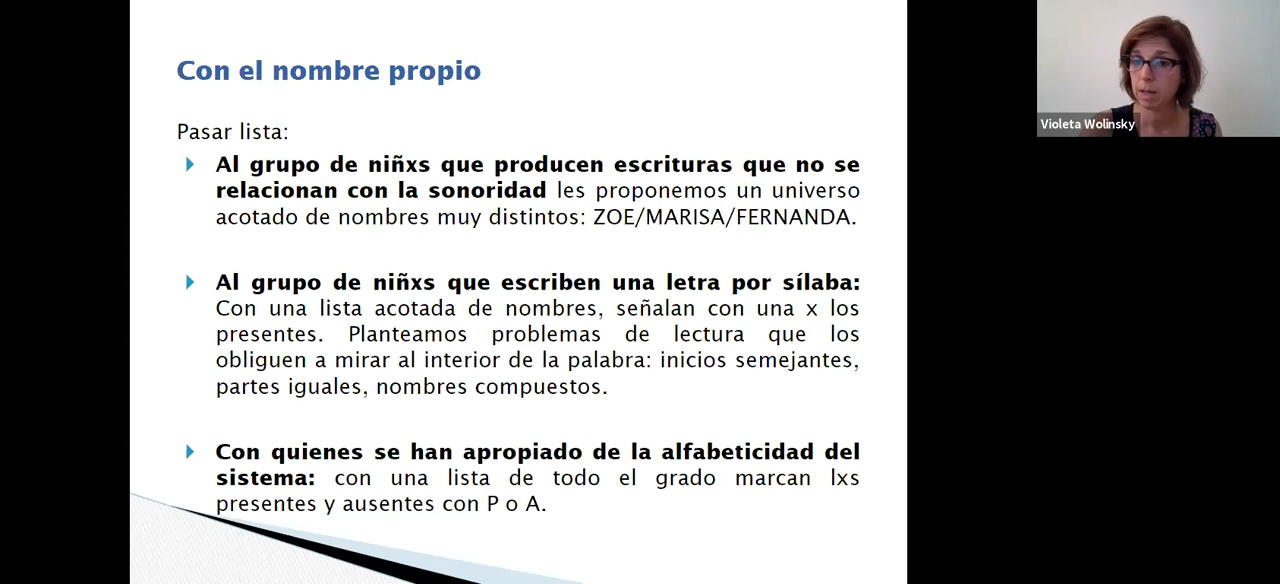 Con el nombre propio
Pasar lista:
Al grupo de niñxs que producen escrituras que no se
relacionan con la sonoridad les proponemos un universo
acotado de nombres muy distintos: ZOE/MARISA/FERNANDA.
Al grupo de niñxs que escriben una letra por sílaba:
Con una lista acotada de nombres, señalan con una x los
presentes. Planteamos problemas de lectura que los
obliguen a mirar al interior de la palabra: inicios semejantes,
partes iguales, nombres compuestos.
Con quienes se han apropiado de la alfabeticidad del
sistema: con una lista de todo el grado marcan lxs
presentes y ausentes con P o A.
Violeta Wolinsky